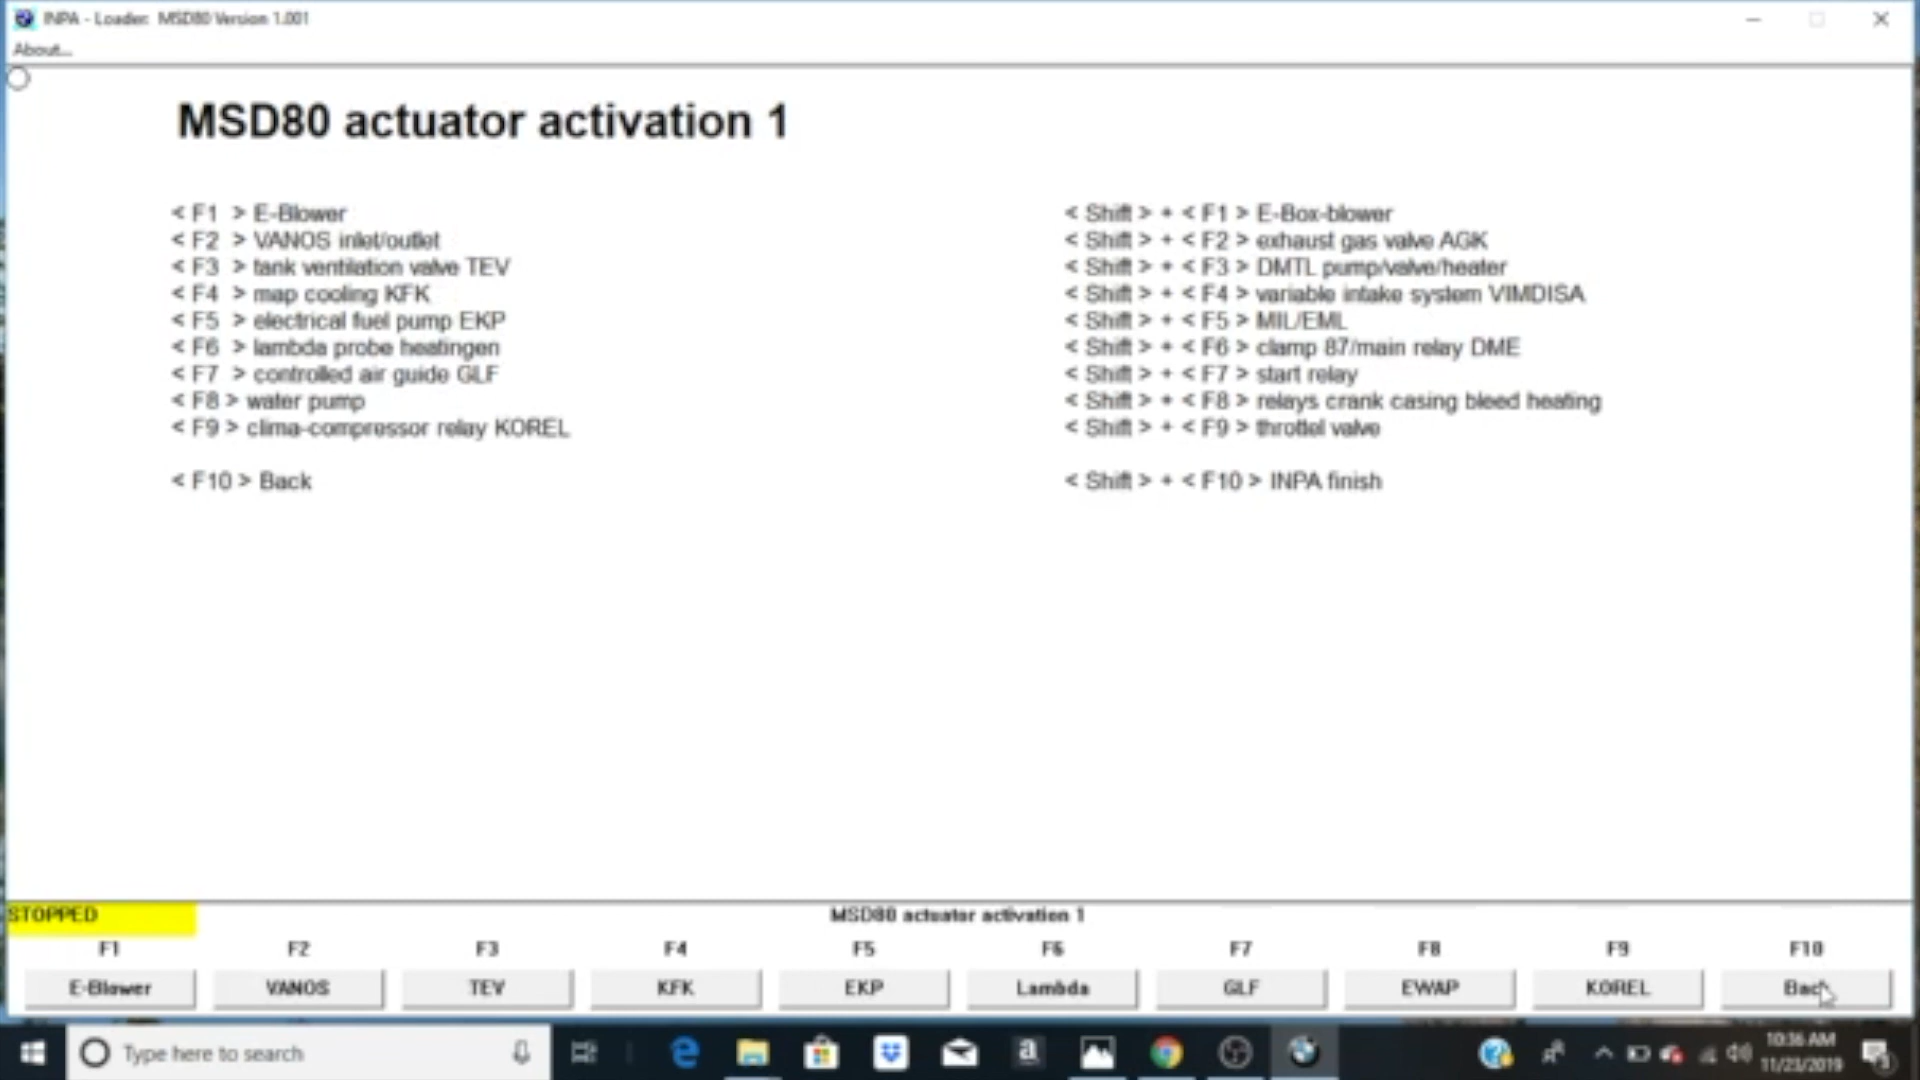 INPA - Loader: MSD80 Version 1.001
About...
MSD80 actuator activation 1
< F1 > E-Blower
< F2 > VANOS inlet/outlet
< F3 > tank ventilation valve TEV
< F4 > map cooling KFK
< F5 > electrical fuel pump EKP
< F6 > lambda probe heatingen
< F7 > controlled air guide GLF
< F8 > water pump
< F9 > clima-compressor relay KOREL
< F10 > Back
< Shift > + < F1 > E-Box-blower
< Shift > + < F2 > exhaust gas valve AGK
< Shift > + < F3 > DMTL pump/valve/heater
< Shift > + < F4 > variable intake system VIMDISA
< Shift > + < F5 > MIL/EML
< Shift > + < F6 > clamp 87/main relay DME
< Shift > + < F7 > start relay
< Shift > + < F8 > relays crank casing bleed heating
< Shift > + < F9 > throttel valve
< Shift > + < F10 > INPA finish
STOPPED
MSD80 actuator activation 1
F1 F2 F3 F4 F5 F6 F7 F8 F9 F10
E-Blower VANOS TEV KFK EKP Lambda GLF EWAP KOREL Back
Type here to search
10:36 AM
11/23/2019